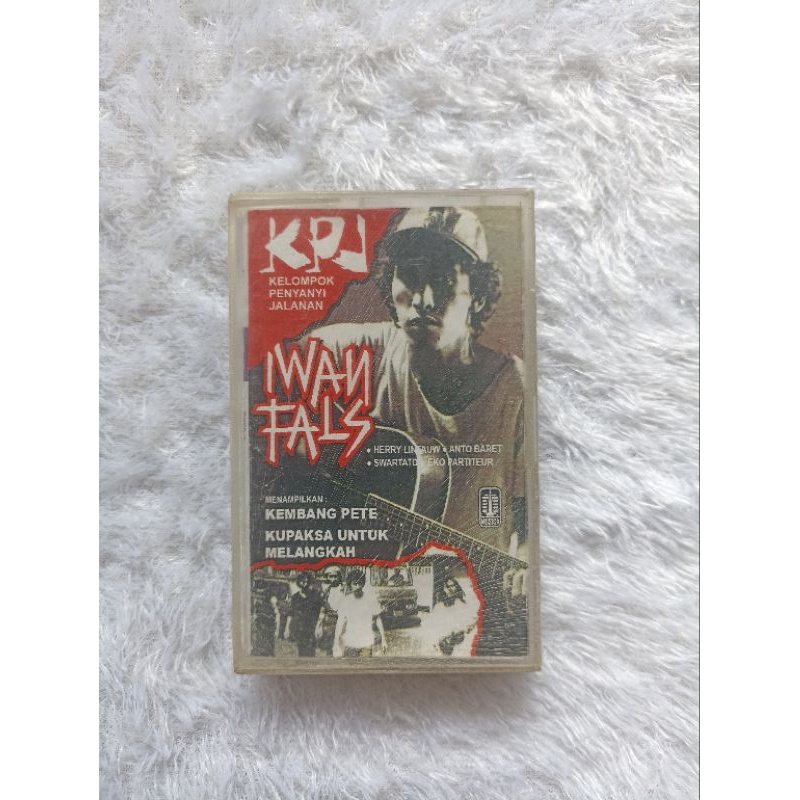 KPJ
KELOMPOK
PENYANYI
JALANAN
IWAN
FALS
• HERRY LINTAUW • ANTO BARET
• SWARTATO • EKO PARTITEUR
MENAMPILKAN :
KEMBANG PETE
KUPAKSA UNTUK
MELANGKAH
MUSICA